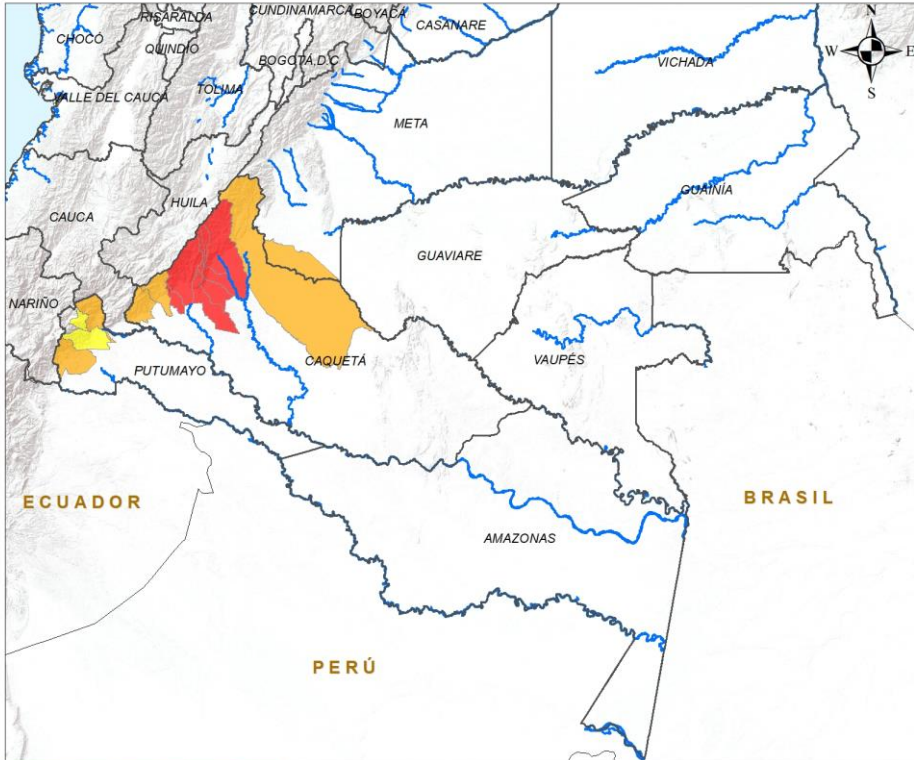 CUNDINAMARCA
BOYACÁ
RISARALDA
CASANARE
N
CHOCÓ
QUINDÍO
W
E
BOGOTÁ D.C
VICHADA
TOLIMA
S
VALLE DEL CAUCA
META
GUAINÍA
HUILA
CAUCA
GUAVIARE
NARIÑO
VAUPÉS
CAQUETÁ
PUTUMAYO
ECUADOR
BRASIL
AMAZONAS
PERÚ